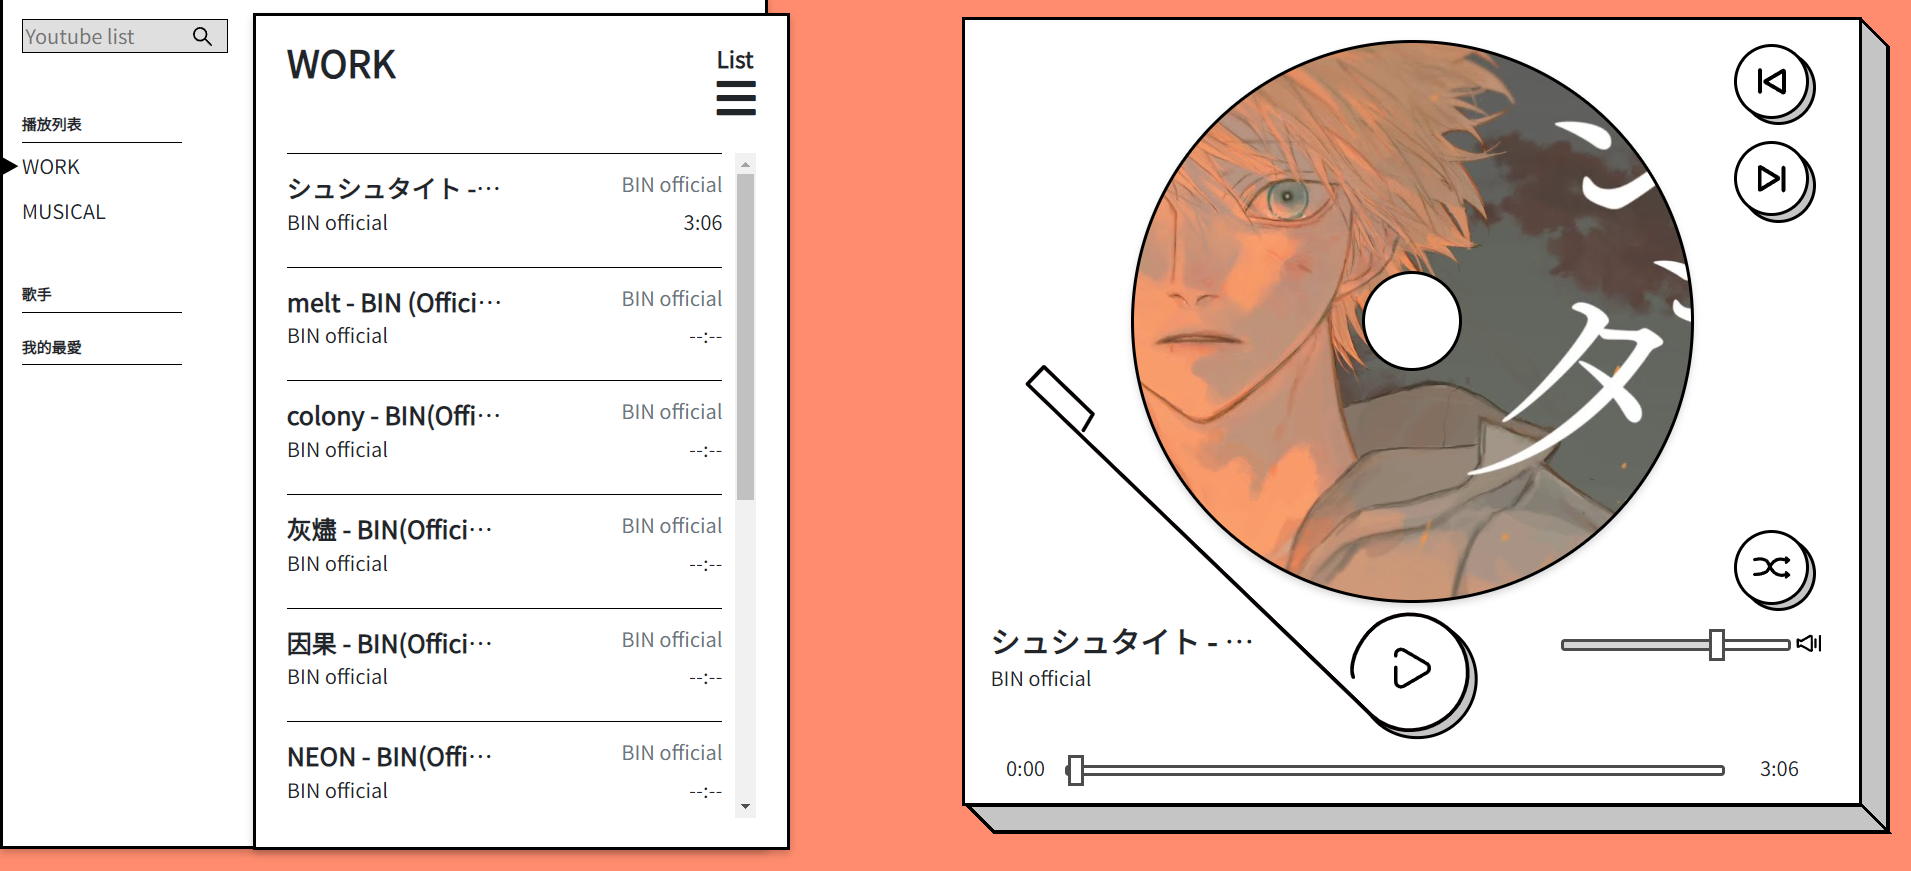 Youtube list
播放列表
WORK
MUSICAL
歌手
我的最愛
WORK
List
シュシュタイト -…
BIN official
BIN official
3:06
melt - BIN (Offici…
BIN official
BIN official
--:--
colony - BIN(Offi…
BIN official
BIN official
--:--
灰燼 - BIN(Offici…
BIN official
BIN official
--:--
因果 - BIN(Offici…
BIN official
BIN official
--:--
NEON - BIN(Offi…
BIN official
BIN official
--:--
タ
シュシュタイト - …
BIN official
0:00
3:06